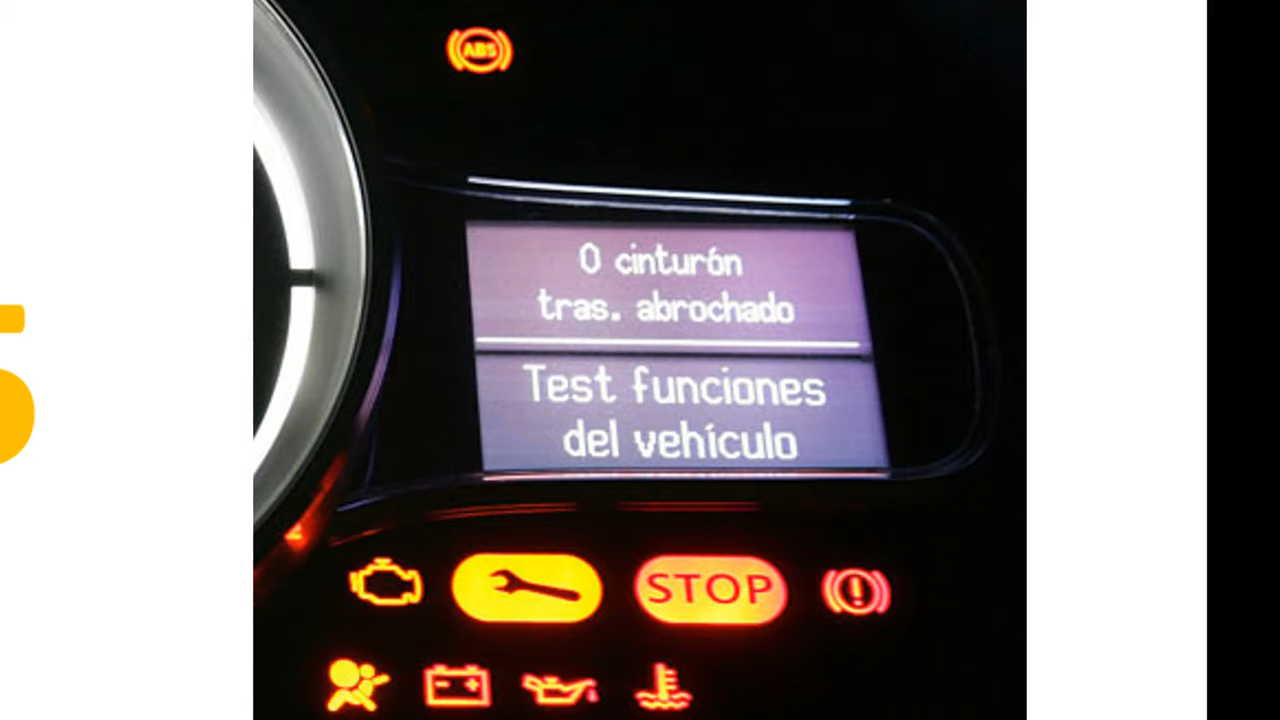 ABS
0 cinturón
tras. abrochado
Test funciones
del vehículo
STOP